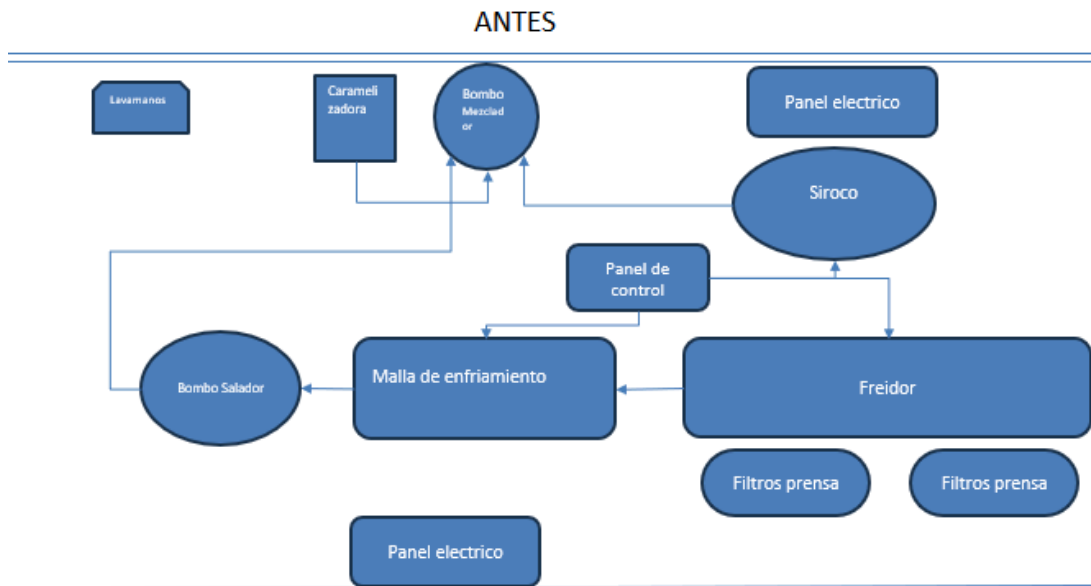 ANTES
Lavamanos
Carameli
zadora
Bombo
Mezclad
or
Panel electrico
Siroco
Panel de
control
Bombo Salador
Malla de enfriamiento
Freidor
Filtros prensa
Filtros prensa
Panel electrico